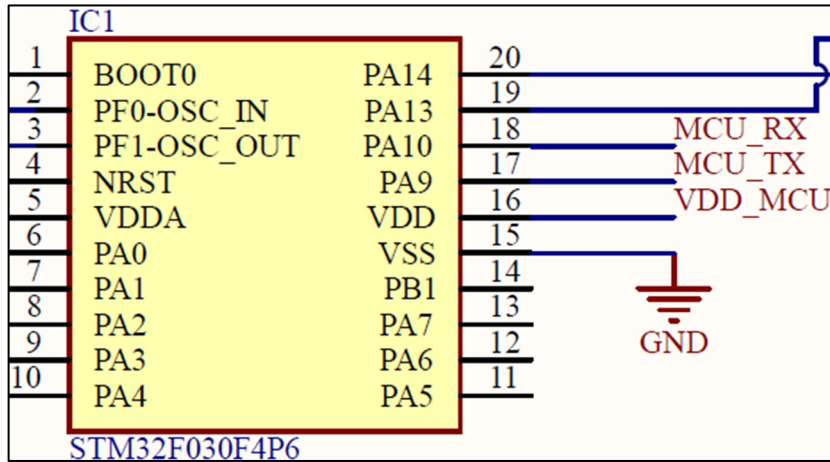 IC1
1 BOOT0 PA14 20
2 PF0-OSC_IN PA13 19
3 PF1-OSC_OUT PA10 18 MCU_RX
4 NRST PA9 17 MCU_TX
5 VDDA VDD 16 VDD_MCU
6 PA0 VSS 15
7 PA1 PB1 14
8 PA2 PA7 13
9 PA3 PA6 12
10 PA4 PA5 11
GND
STM32F030F4P6